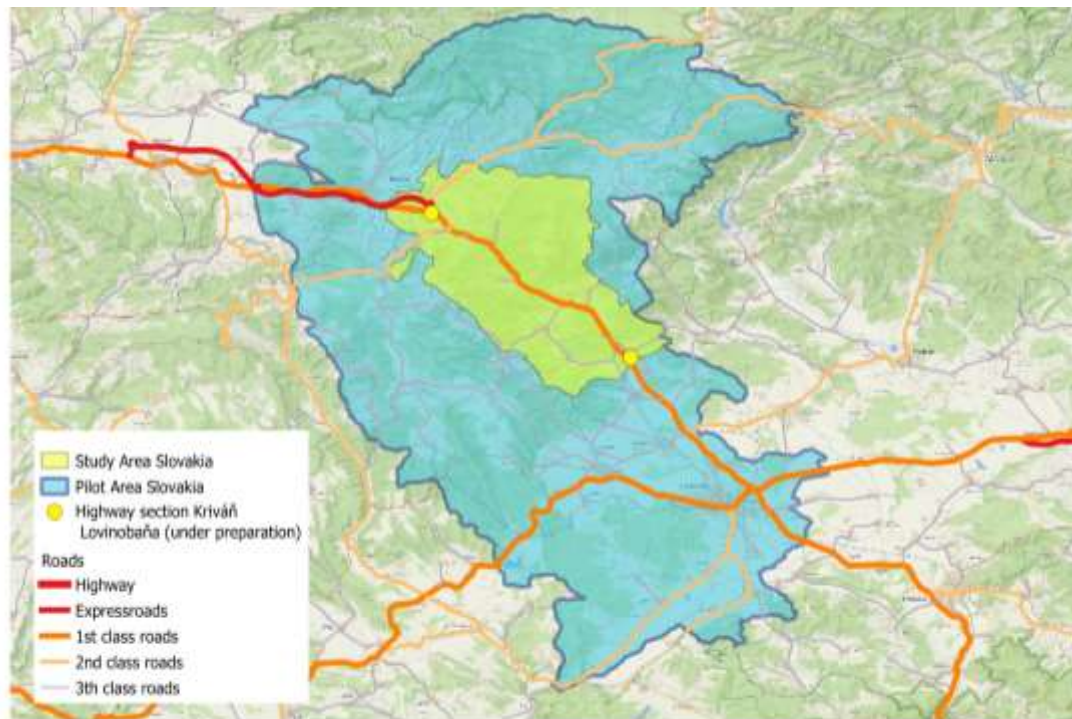 Study Area Slovakia
Pilot Area Slovakia
Highway section Kriváň
Lovinobaňa (under preparation)
Roads
Highway
Expressroads
1st class roads
2nd class roads
3th class roads